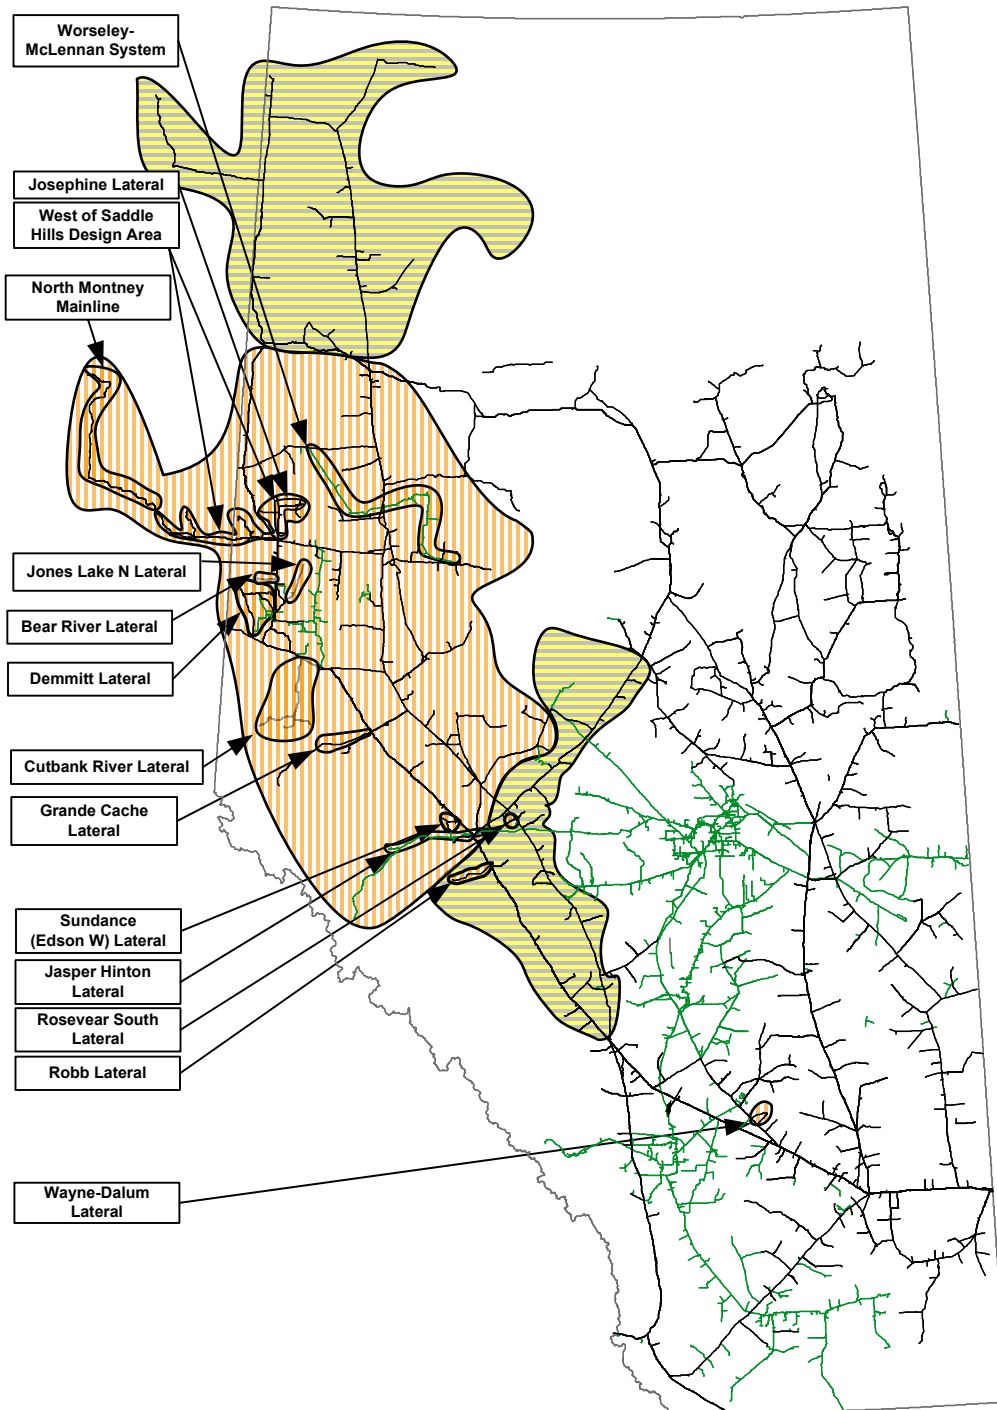 Worseley-
McLennan System
Josephine Lateral
West of Saddle
Hills Design Area
North Montney
Mainline
Jones Lake N Lateral
Bear River Lateral
Demmitt Lateral
Cutbank River Lateral
Grande Cache
Lateral
Sundance
(Edson W) Lateral
Jasper Hinton
Lateral
Rosevear South
Lateral
Robb Lateral
Wayne-Dalum
Lateral